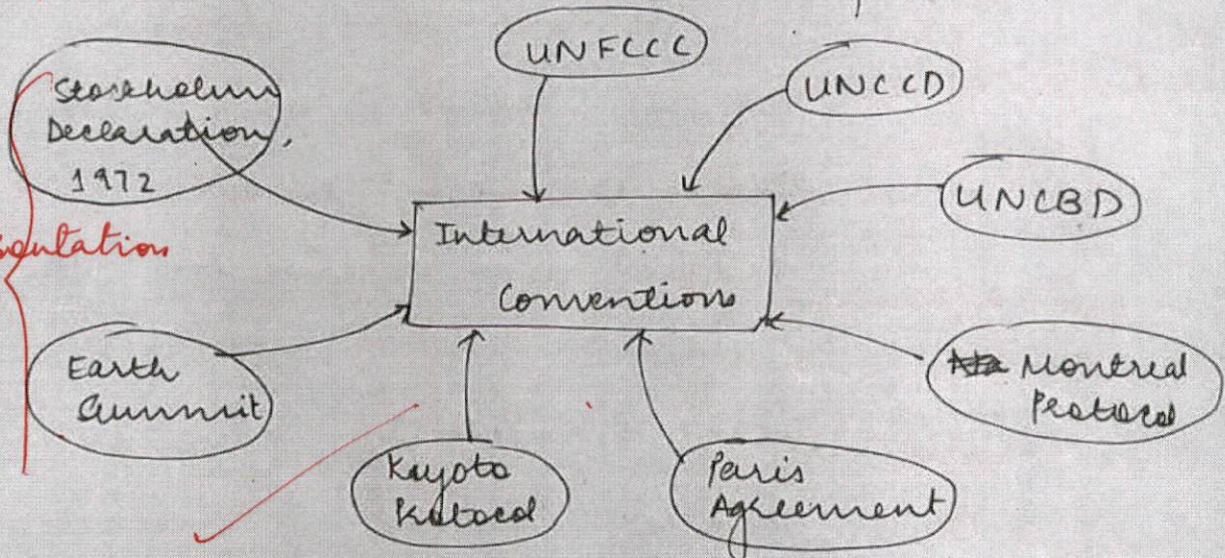 UNFCCC
UNCCD
Stockholm
Declaration,
1972
UNCBD
International
Conventions
Earth
Summit
Montreal
Protocol
Kyoto
Protocol
Paris
Agreement